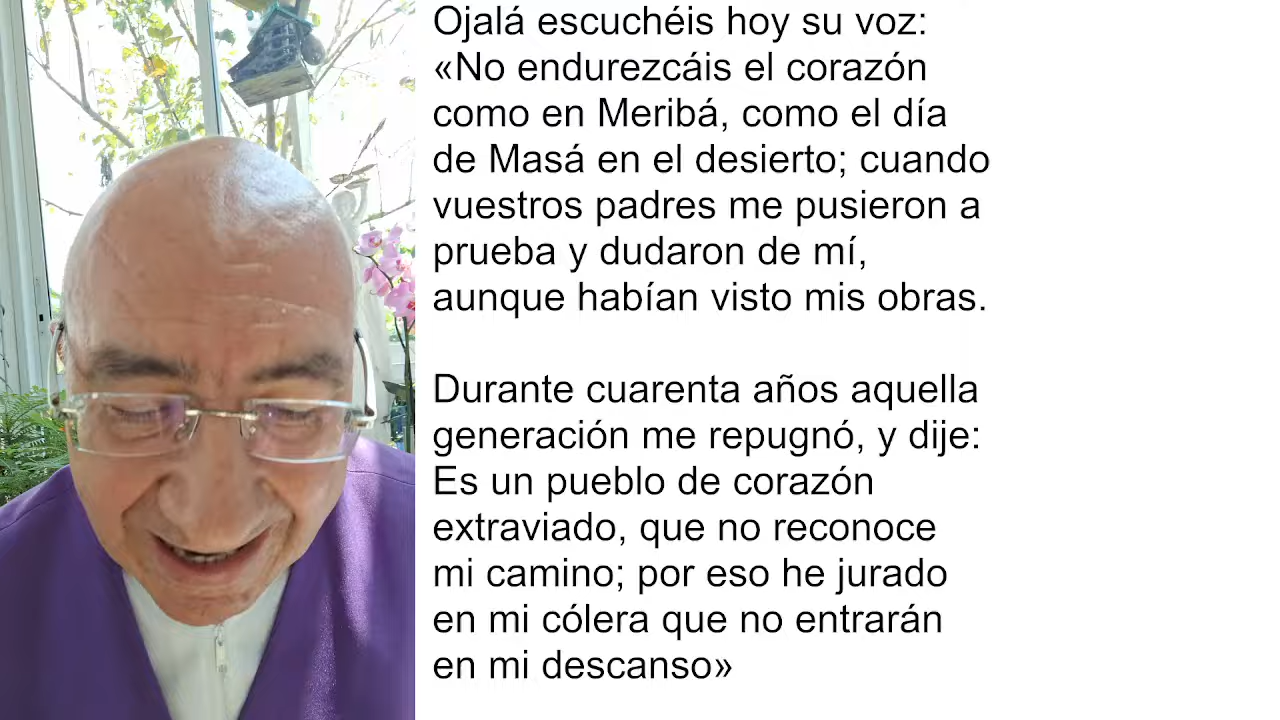 Ojalá escuchéis hoy su voz:
«No endurezcáis el corazón
como en Meribá, como el día
de Masá en el desierto; cuando
vuestros padres me pusieron a
prueba y dudaron de mí,
aunque habían visto mis obras.
Durante cuarenta años aquella
generación me repugnó, y dije:
Es un pueblo de corazón
extraviado, que no reconoce
mi camino; por eso he jurado
en mi cólera que no entrarán
en mi descanso»